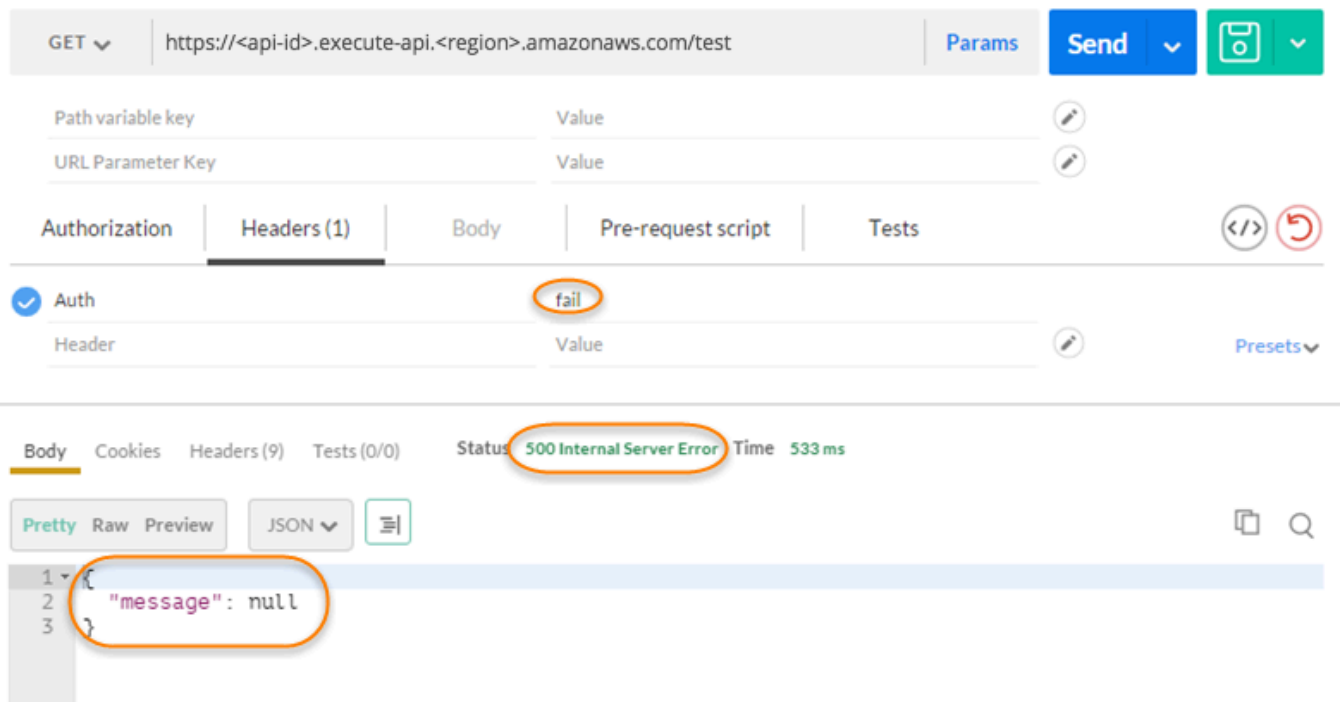 GET https://<api-id>.execute-api.<region>.amazonaws.com/test Params Send
Path variable key Value
URL Parameter Key Value
Authorization Headers (1) Body Pre-request script Tests </>
Auth fail
Header Value Presets
Body Cookies Headers (9) Tests (0/0) Status 500 Internal Server Error Time 533 ms
Pretty Raw Preview JSON
1 {
2 "message": null
3 }